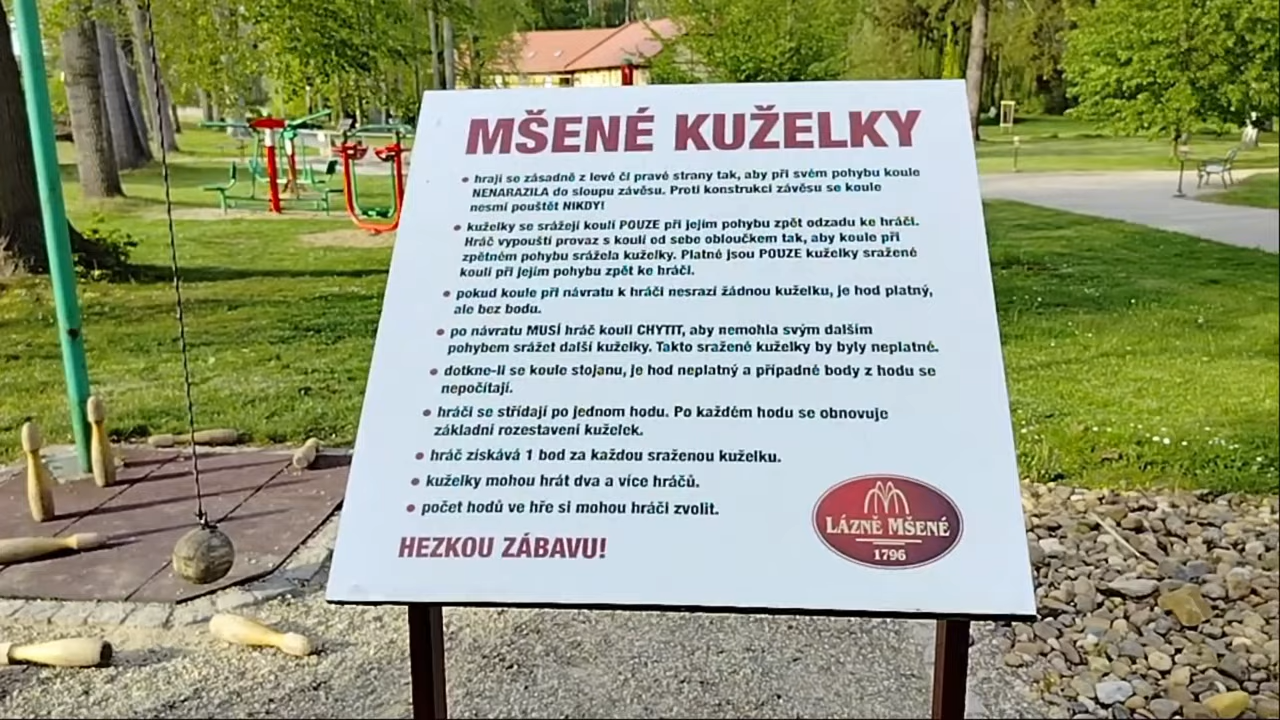 MŠENÉ KUŽELKY
• hrají se zásadně z levé či pravé strany tak, aby při svém pohybu koule
NENARAZILA do sloupu závěsu. Proti konstrukci závěsu se koule
nesmí pouštět NIKDY!
• kuželky se srážejí koulí POUZE při jejím pohybu zpět odzadu ke hráči.
Hráč vypouští provaz s koulí od sebe obloučkem tak, aby koule při
zpětném pohybu srážela kuželky. Platné jsou POUZE kuželky sražené
koulí při jejím pohybu zpět ke hráči.
• pokud koule při návratu k hráči nesrazí žádnou kuželku, je hod platný,
ale bez bodu.
• po návratu MUSÍ hráč kouli CHYTIT, aby nemohla svým dalším
pohybem srážet další kuželky. Takto sražené kuželky by byly neplatné.
• dotkne-li se koule stojanu, je hod neplatný a případné body z hodu se
nepočítají.
• hráči se střídají po jednom hodu. Po každém hodu se obnovuje
základní rozestavení kuželek.
• hráč získává 1 bod za každou sraženou kuželku.
• kuželky mohou hrát dva a více hráčů.
• počet hodů ve hře si mohou hráči zvolit.
HEZKOU ZÁBAVU!
LÁZNĚ MŠENÉ
1796